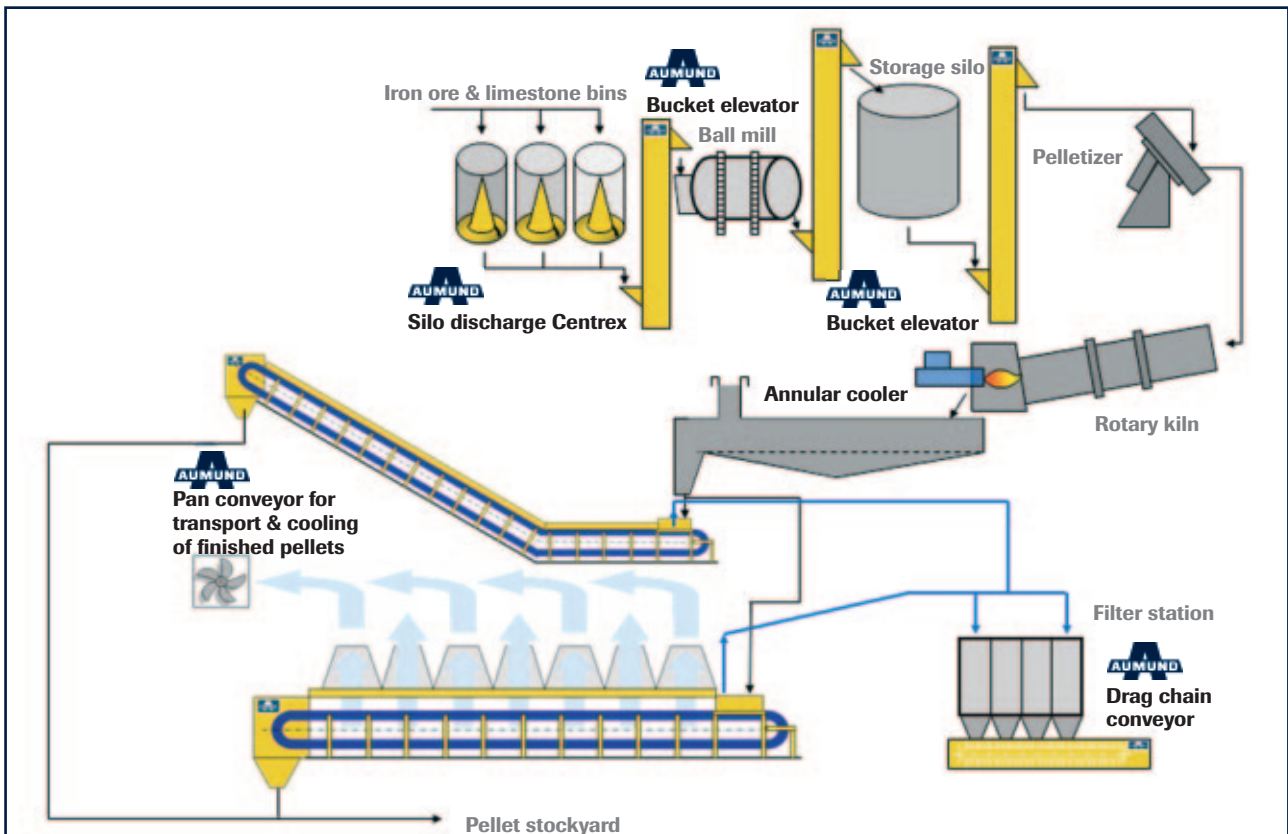 Iron ore & limestone bins
AUMUND
Bucket elevator
Ball mill
Storage silo
Pelletizer
AUMUND
Silo discharge Centrex
AUMUND
Bucket elevator
Annular cooler
Rotary kiln
AUMUND
Pan conveyor for
transport & cooling
of finished pellets
Filter station
AUMUND
Drag chain
conveyor
Pellet stockyard